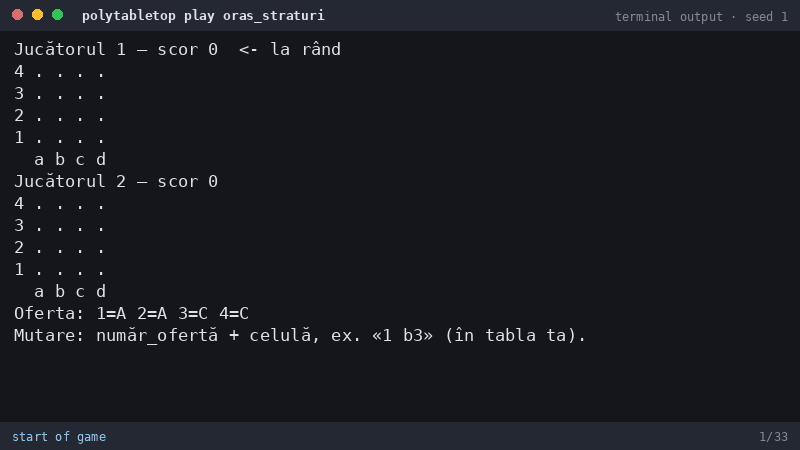 polytabletop play oras_straturi
terminal output · seed 1
Jucătorul 1 — scor 0  <- la rând
4 . . . .
3 . . . .
2 . . . .
1 . . . .
  a b c d
Jucătorul 2 — scor 0
4 . . . .
3 . . . .
2 . . . .
1 . . . .
  a b c d
Oferta: 1=A 2=A 3=C 4=C
Mutare: număr_ofertă + celulă, ex. «1 b3» (în tabla ta).
start of game
1/33